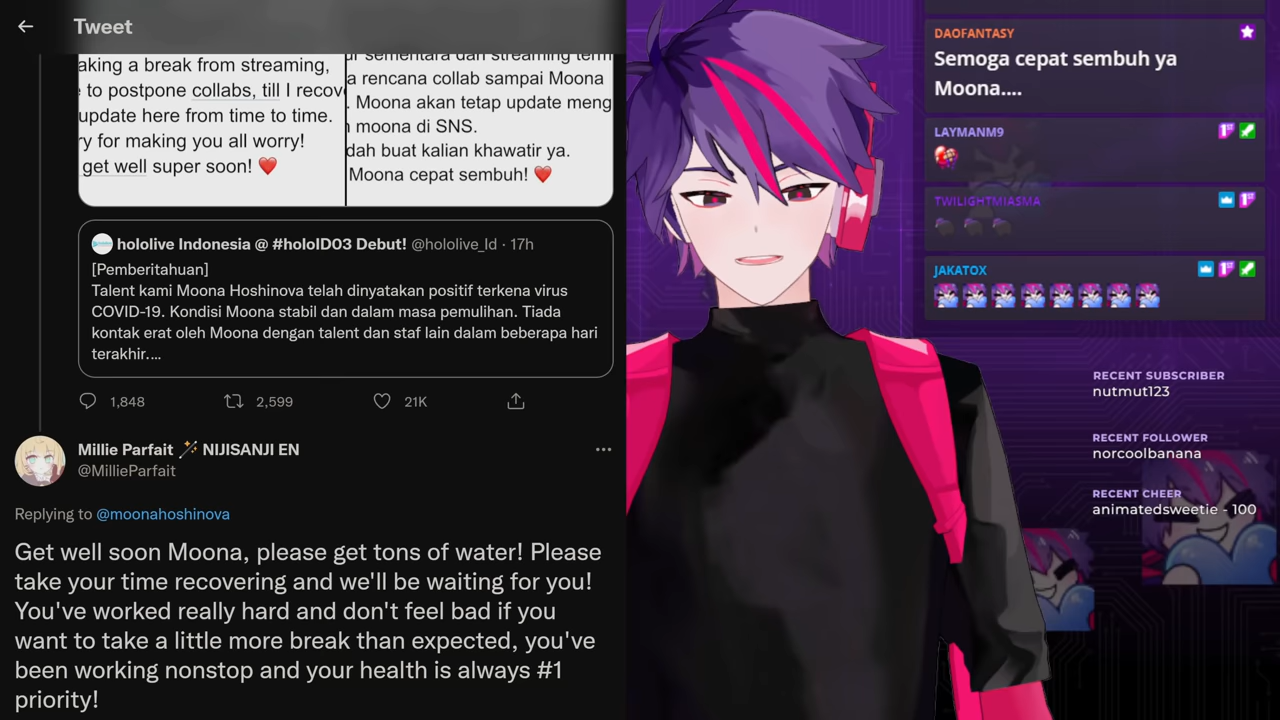 Tweet
aking a break from streaming,
to postpone collabs, till I recov
update here from time to time.
ry for making you all worry!
get well super soon! ❤️
sementara dari streaming term
a rencana collab sampai Moona
. Moona akan tetap update meng
moona di SNS.
dah buat kalian khawatir ya.
Moona cepat sembuh! ❤️
hololive Indonesia @ #holoID03 Debut! @hololive_Id · 17h
[Pemberitahuan]
Talent kami Moona Hoshinova telah dinyatakan positif terkena virus
COVID-19. Kondisi Moona stabil dan dalam masa pemulihan. Tiada
kontak erat oleh Moona dengan talent dan staf lain dalam beberapa hari
terakhir....
1,848
2,599
21K
Millie Parfait 🪄 NIJISANJI EN
@MillieParfait
Replying to @moonahoshinova
Get well soon Moona, please get tons of water! Please
take your time recovering and we'll be waiting for you!
You've worked really hard and don't feel bad if you
want to take a little more break than expected, you've
been working nonstop and your health is always #1
priority!
DAOFANTASY
Semoga cepat sembuh ya
Moona....
LAYMANM9
TWILIGHTMIASMA
JAKATOX
RECENT SUBSCRIBER
nutmut123
RECENT FOLLOWER
norcoolbanana
RECENT CHEER
animatedsweetie - 100